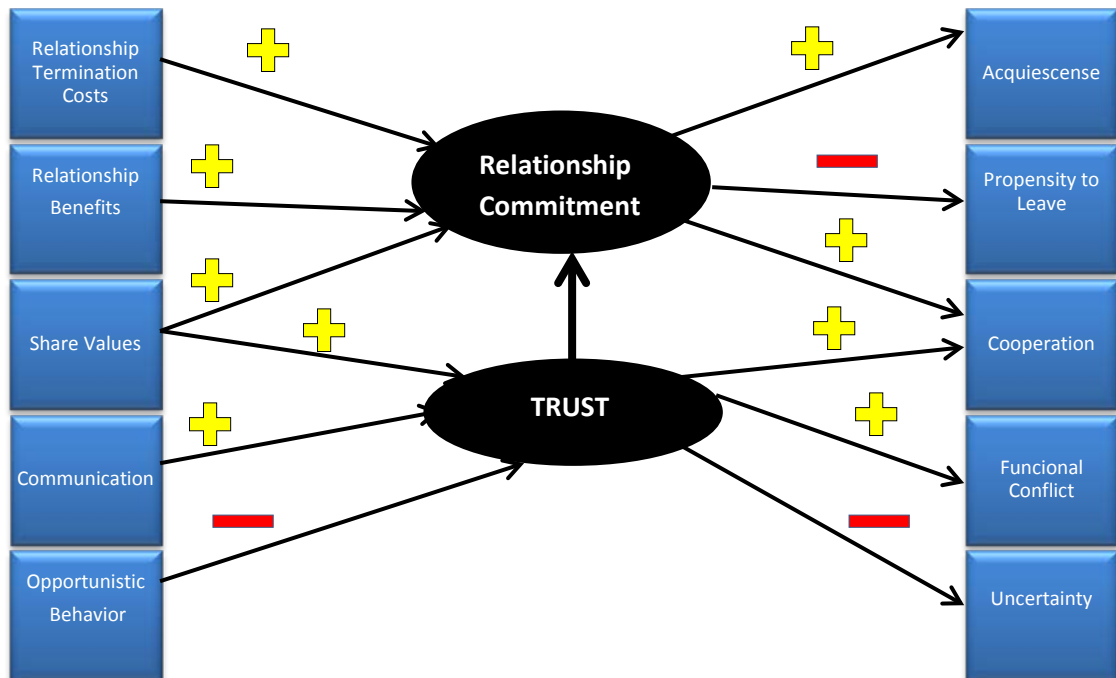 Relationship
Termination
Costs
Relationship
Benefits
Share Values
Communication
Opportunistic
Behavior
Relationship
Commitment
TRUST
Acquiescense
Propensity to
Leave
Cooperation
Funcional
Conflict
Uncertainty